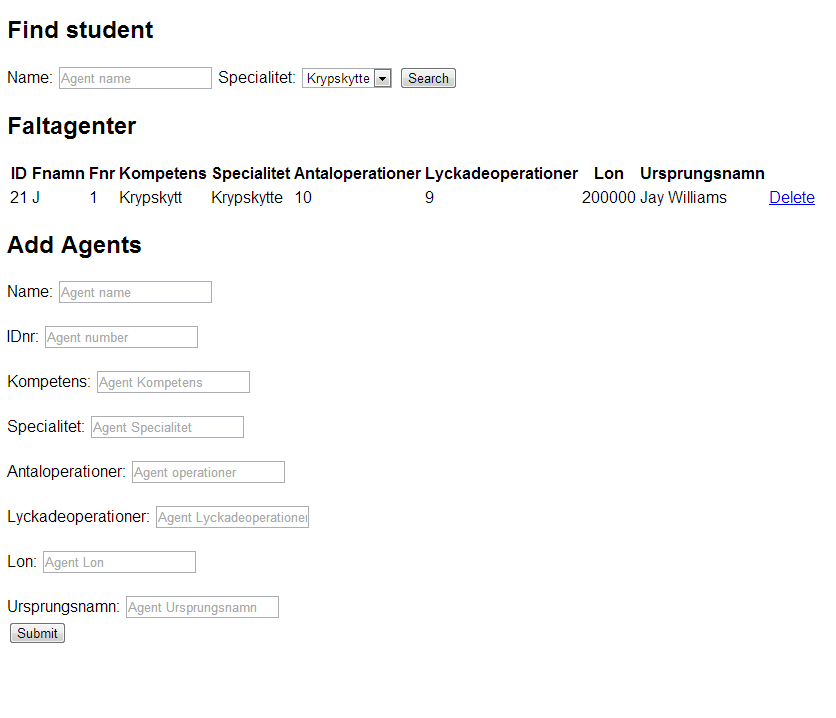 Find student
Name: Agent name Specialitet: Krypskytte Search
Faltagenter
ID Fnamn Fnr Kompetens Specialitet Antaloperationer Lyckadeoperationer Lon Ursprungsnamn
21 J 1 Krypskytt Krypskytte 10 9 200000 Jay Williams Delete
Add Agents
Name: Agent name
IDnr: Agent number
Kompetens: Agent Kompetens
Specialitet: Agent Specialitet
Antaloperationer: Agent operationer
Lyckadeoperationer: Agent Lyckadeoperationer
Lon: Agent Lon
Ursprungsnamn: Agent Ursprungsnamn
Submit